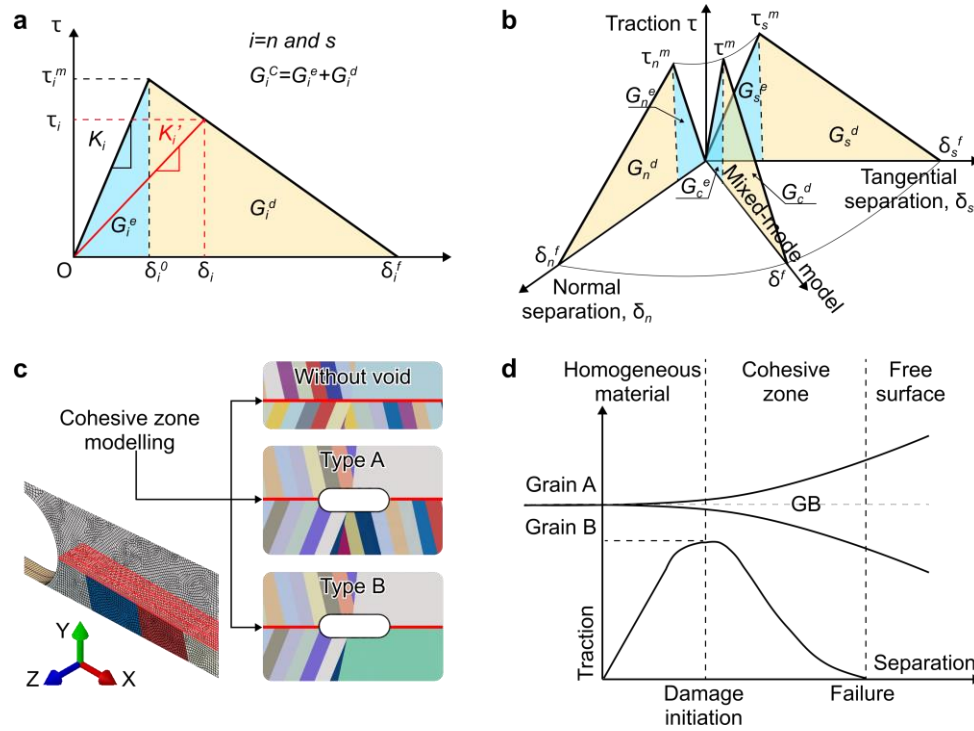 a
τ
i=n and s
G_i^C=G_i^e+G_i^d
τ_i^m
τ_i
K_i
K_i'
G_i^e
G_i^d
O
δ_i^0
δ_i
δ_i^f
b
Traction τ
τ_s^m
τ_n^m
τ^m
G_n^e
G_s^e
G_n^d
G_s^d
G_c^e
G_c^d
δ_s^f
Tangential
separation, δ_s
Mixed-mode model
δ_n^f
δ^f
Normal
separation, δ_n
c
Without void
Cohesive zone
modelling
Type A
Type B
Y
Z
X
d
Homogeneous
material
Cohesive
zone
Free
surface
Grain A
GB
Grain B
Traction
Separation
Damage
initiation
Failure